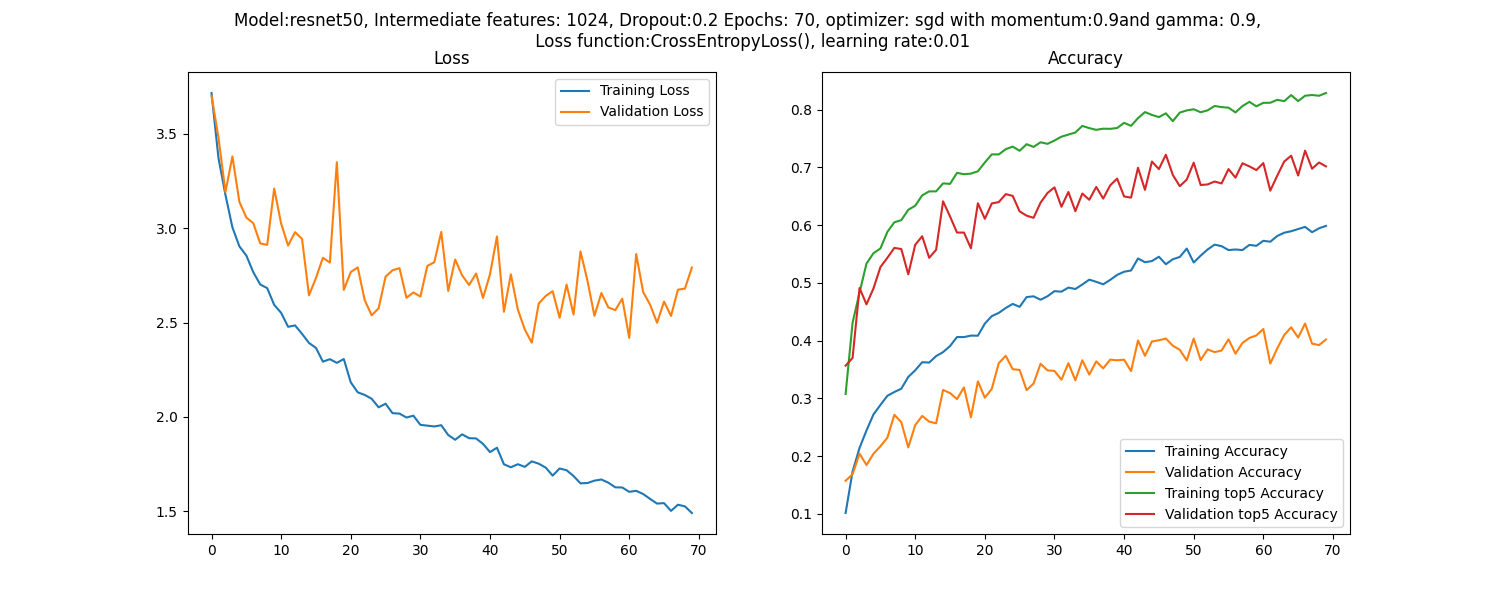 Model:resnet50, Intermediate features: 1024, Dropout:0.2 Epochs: 70, optimizer: sgd with momentum:0.9and gamma: 0.9,
Loss function:CrossEntropyLoss(), learning rate:0.01
Loss
Training Loss
Validation Loss
3.5
3.0
2.5
2.0
1.5
0 10 20 30 40 50 60 70
Accuracy
0.8
0.7
0.6
0.5
0.4
0.3
0.2
0.1
Training Accuracy
Validation Accuracy
Training top5 Accuracy
Validation top5 Accuracy
0 10 20 30 40 50 60 70